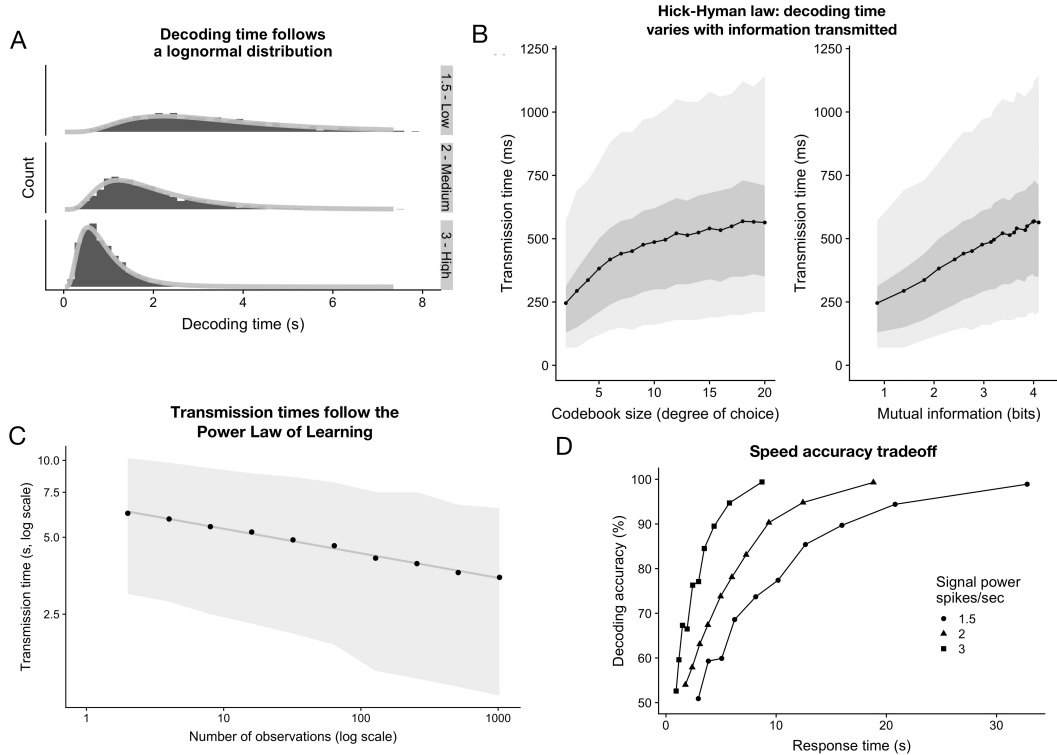 A
Decoding time follows
a lognormal distribution
Count
1.5 - Low
2 - Medium
3 - High
0
2
4
6
8
Decoding time (s)
B
Hick-Hyman law: decoding time
varies with information transmitted
Transmission time (ms)
1250
1000
750
500
250
0
5
10
15
20
Codebook size (degree of choice)
Transmission time (ms)
1250
1000
750
500
250
0
1
2
3
4
Mutual information (bits)
C
Transmission times follow the
Power Law of Learning
Transmission time (s, log scale)
10.0
7.5
5.0
2.5
1
10
100
1000
Number of observations (log scale)
D
Speed accuracy tradeoff
Decoding accuracy (%)
100
90
80
70
60
50
0
10
20
30
Response time (s)
Signal power
spikes/sec
1.5
2
3